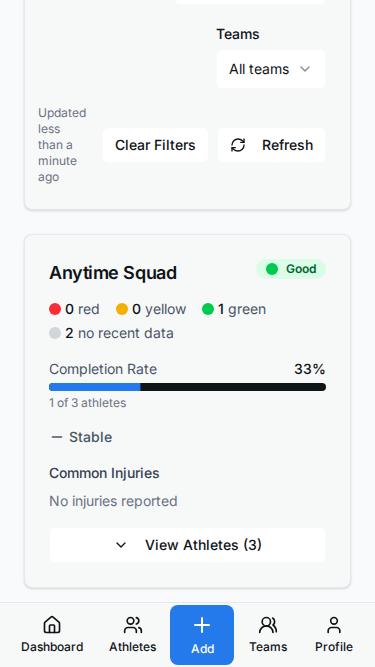 Teams
All teams
Updated
less
than a
minute
ago
Clear Filters
Refresh
Anytime Squad
Good
0 red 0 yellow 1 green
2 no recent data
Completion Rate 33%
1 of 3 athletes
Stable
Common Injuries
No injuries reported
View Athletes (3)
Dashboard Athletes Add Teams Profile